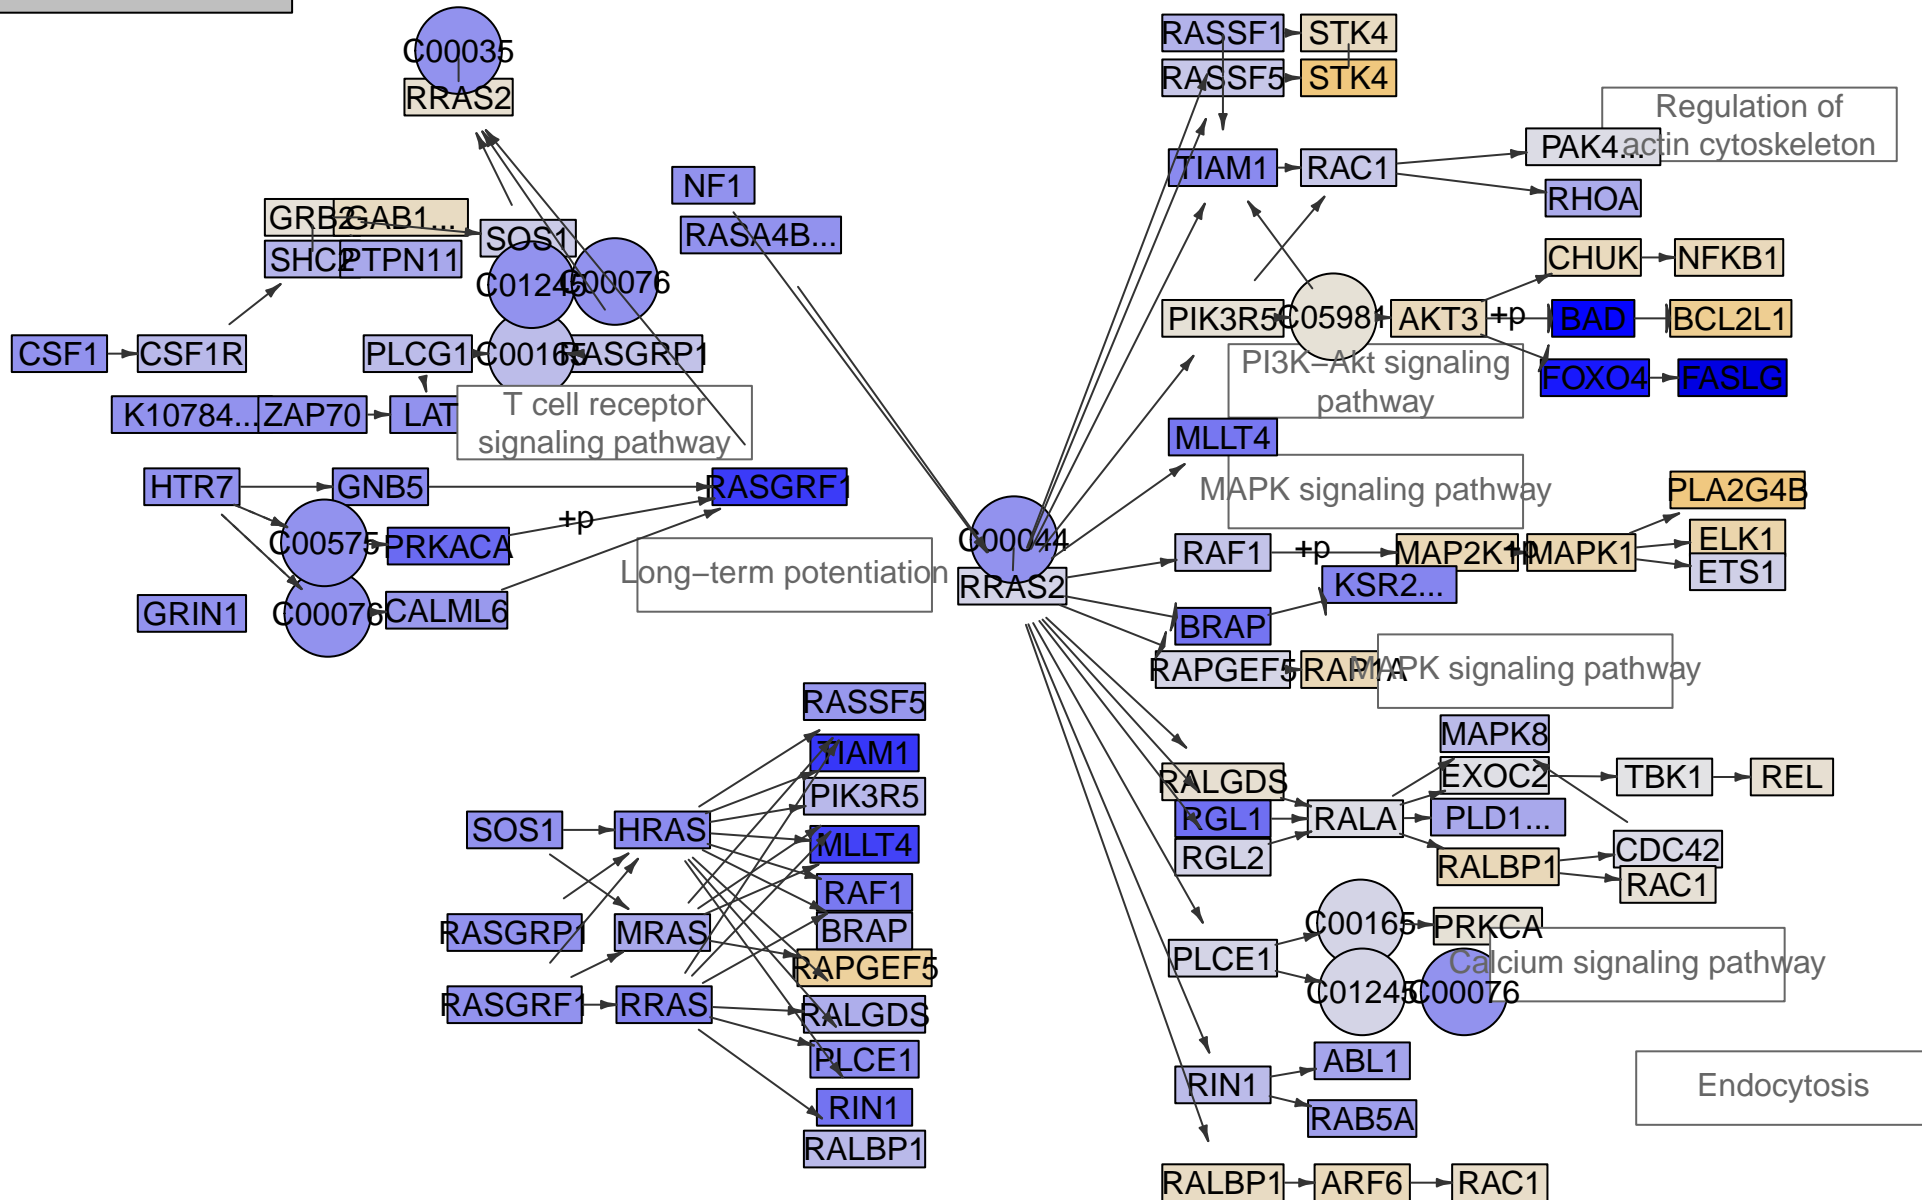 C00035
RRAS2
RASSF1
STK4
RASSF5
STK4
Regulation of
actin cytoskeleton
PAK4...
TIAM1
RAC1
RHOA
NF1
RASA4B...
GRB2
GAB1...
SHC2
PTPN11
SOS1
C01245
C00076
CHUK
NFKB1
PIK3R5
C05981
AKT3
+p
BAD
BCL2L1
CSF1
CSF1R
PLCG1
C00165
RASGRP1
PI3K–Akt signaling
pathway
FOXO4
FASLG
K10784...
ZAP70
LAT
T cell receptor
signaling pathway
MLLT4
MAPK signaling pathway
HTR7
GNB5
RASGRF1
PLA2G4B
C00575
PRKACA
+p
C00044
RRAS2
RAF1
+p
MAP2K1
+p
MAPK1
ELK1
ETS1
Long–term potentiation
KSR2...
GRIN1
C00076
CALML6
BRAP
RAPGEF5
RAP1A
MAPK signaling pathway
RASSF5
TIAM1
PIK3R5
MLLT4
RAF1
BRAP
RAPGEF5
RALGDS
PLCE1
RIN1
RALBP1
SOS1
HRAS
RASGRP1
MRAS
RASGRF1
RRAS
MAPK8
RALGDS
EXOC2
TBK1
REL
RGL1
RALA
PLD1...
RGL2
RALBP1
CDC42
RAC1
PLCE1
C00165
PRKCA
Calcium signaling pathway
C01245
C00076
RIN1
ABL1
RAB5A
Endocytosis
RALBP1
ARF6
RAC1